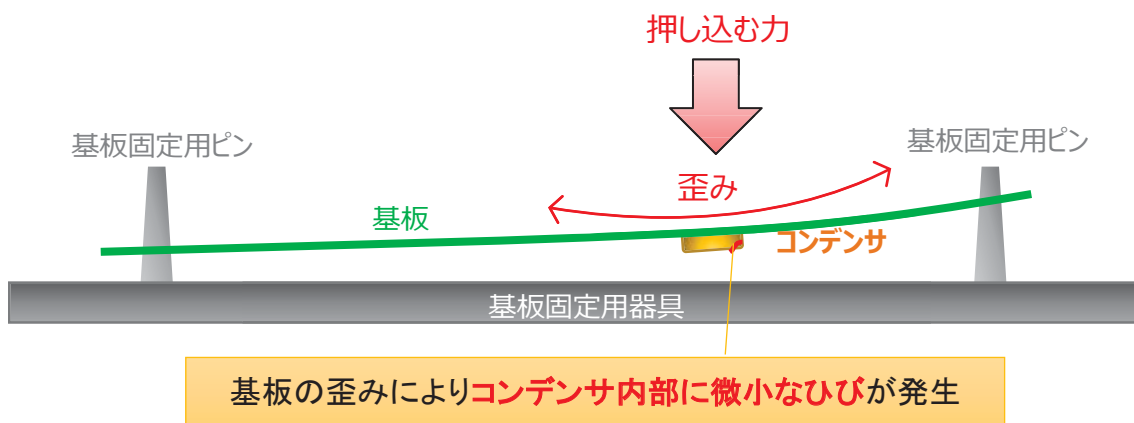 押し込む力
基板固定用ピン
基板固定用ピン
歪み
基板
コンデンサ
基板固定用器具
基板の歪みによりコンデンサ内部に微小なひびが発生